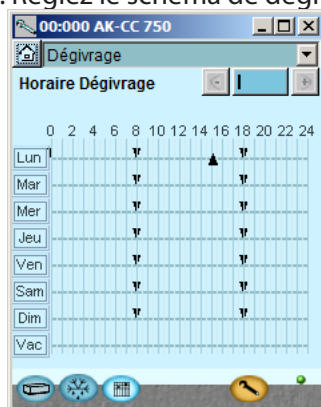 . Réglez le schéma de dégi
00:000 AK-CC 750
Dégivrage
Horaire Dégivrage
0 2 4 6 8 10 12 14 16 18 20 22 24
Lun
Mar
Mer
Jeu
Ven
Sam
Dim
Vac